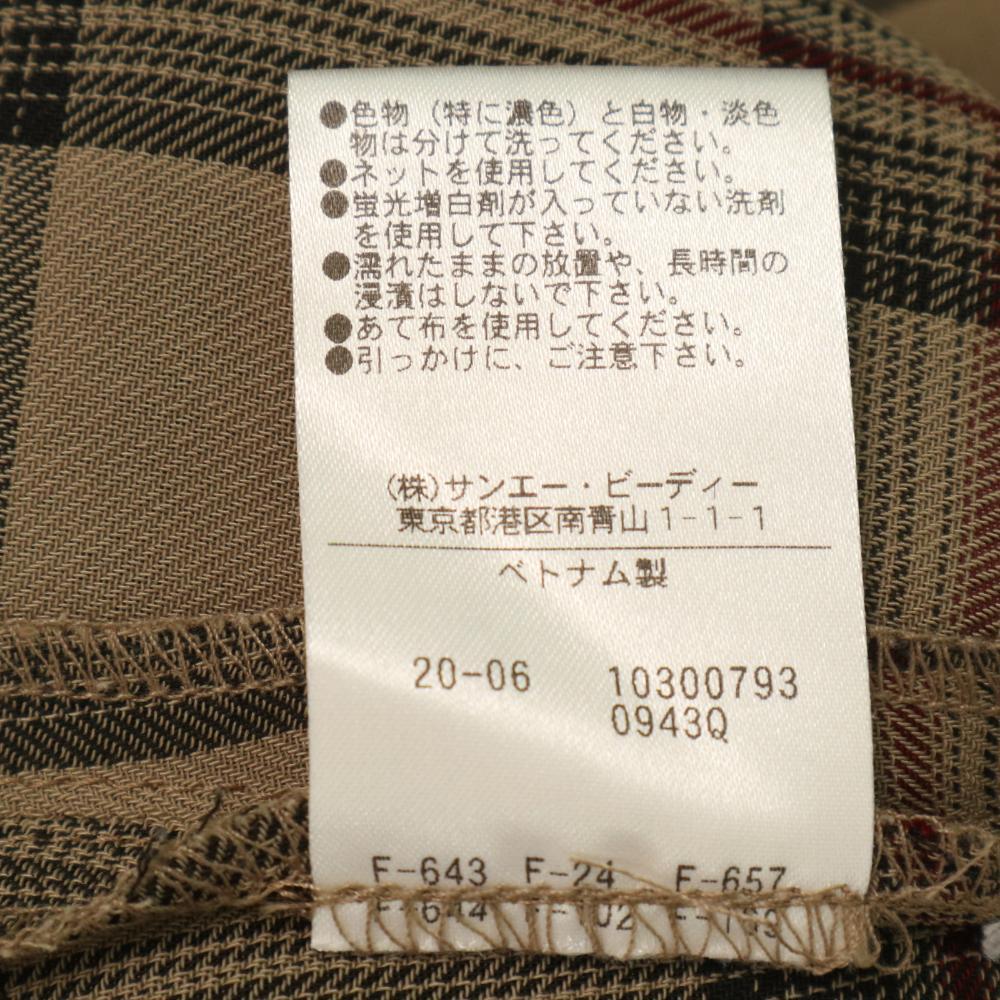 ●色物（特に濃色）と白物・淡色
物は分けて洗ってください。
●ネットを使用してください。
●蛍光増白剤が入っていない洗剤
を使用して下さい。
●濡れたままの放置や、長時間の
浸漬はしないで下さい。
●あて布を使用してください。
●引っかけに、ご注意下さい。
(株)サンエー・ビーディー
東京都港区南青山1-1-1
ベトナム製
20-06 10300793
0943Q
F-643 F-24 F-657
F-644 F-102